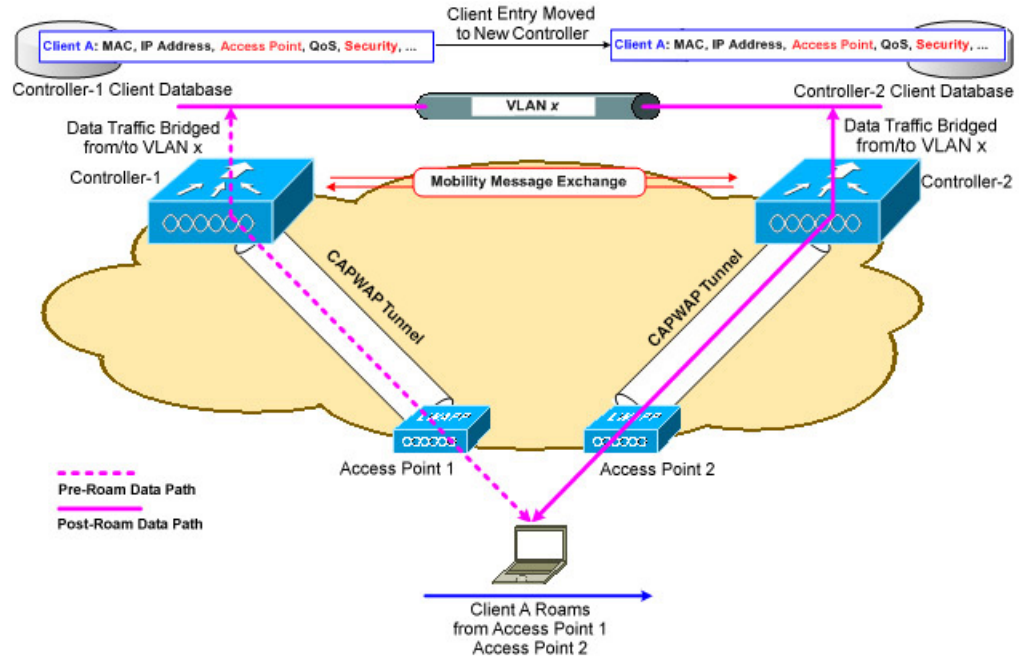 Client Entry Moved
to New Controller
Client A: MAC, IP Address, Access Point, QoS, Security, ...
Client A: MAC, IP Address, Access Point, QoS, Security, ...
Controller-1 Client Database
Controller-2 Client Database
VLAN x
Data Traffic Bridged
from/to VLAN x
Data Traffic Bridged
from/to VLAN x
Controller-1
Mobility Message Exchange
Controller-2
CAPWAP Tunnel
CAPWAP Tunnel
LWAPP
LWAPP
Access Point 1
Access Point 2
Pre-Roam Data Path
Post-Roam Data Path
Client A Roams
from Access Point 1
Access Point 2